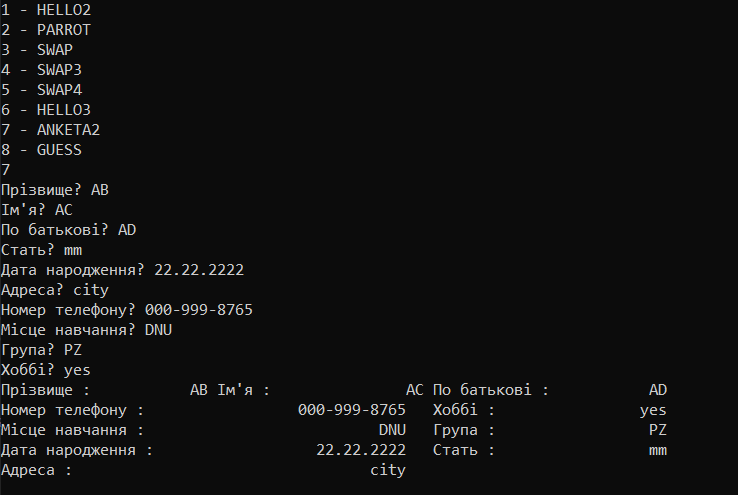 1 - HELLO2
2 - PARROT
3 - SWAP
4 - SWAP3
5 - SWAP4
6 - HELLO3
7 - ANKETA2
8 - GUESS
7
Прізвище? AB
Ім'я? AC
По батькові? AD
Стать? mm
Дата народження? 22.22.2222
Адреса? city
Номер телефону? 000-999-8765
Місце навчання? DNU
Група? PZ
Хоббі? yes
Прізвище : AB Ім'я : AC По батькові : AD
Номер телефону : 000-999-8765 Хоббі : yes
Місце навчання : DNU Група : PZ
Дата народження : 22.22.2222 Стать : mm
Адреса : city